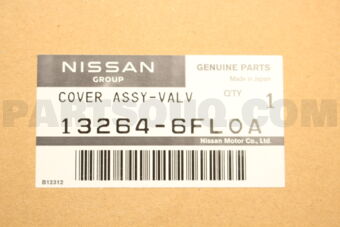 NISSAN
GROUP
GENUINE PARTS
Made in Japan
COVER ASSY-VALV
Q'TY
1
13264-6FL0A
Nissan Motor Co., Ltd.
B12312
PARTSOUQ.COM